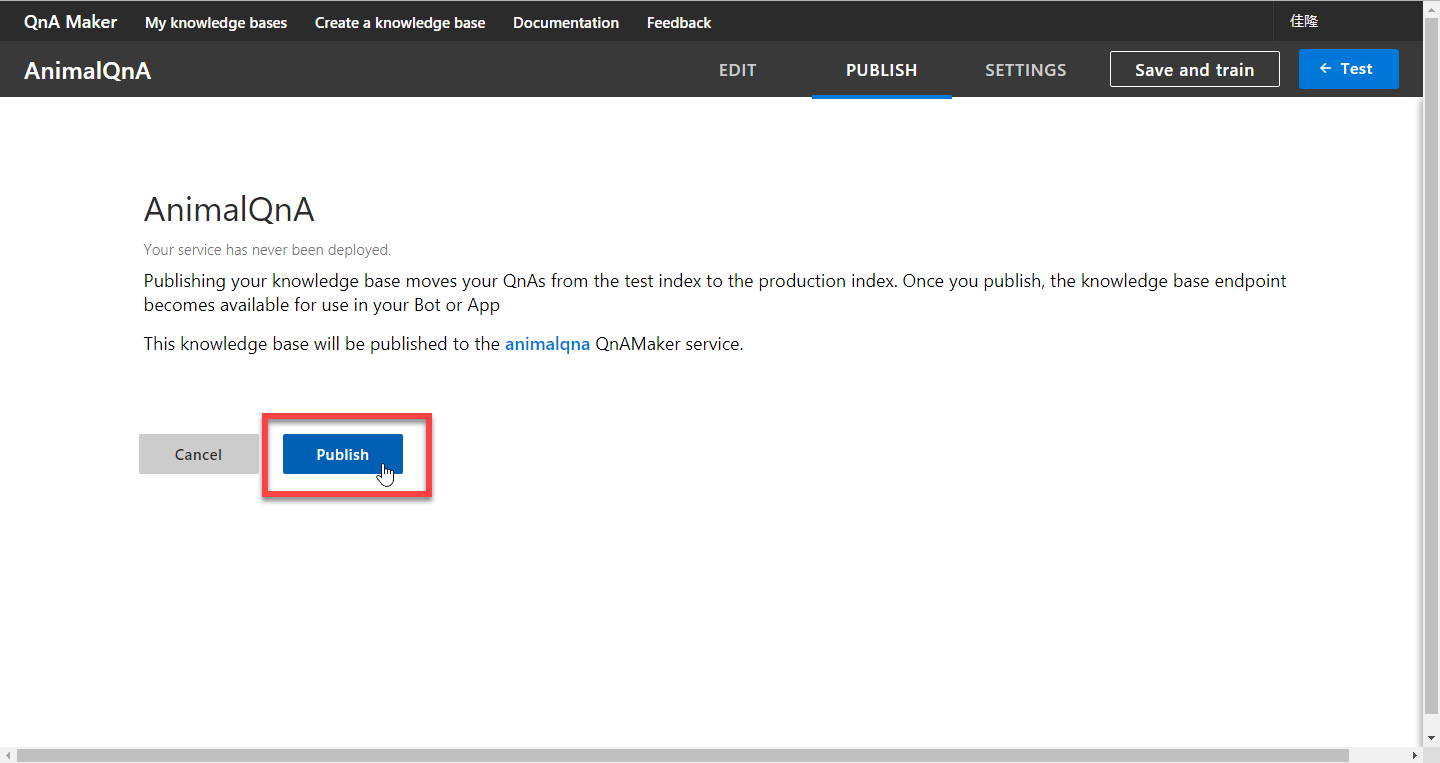 QnA Maker My knowledge bases Create a knowledge base Documentation Feedback 佳隆
AnimalQnA EDIT PUBLISH SETTINGS Save and train ← Test
AnimalQnA
Your service has never been deployed.
Publishing your knowledge base moves your QnAs from the test index to the production index. Once you publish, the knowledge base endpoint
becomes available for use in your Bot or App
This knowledge base will be published to the animalqna QnAMaker service.
Cancel Publish